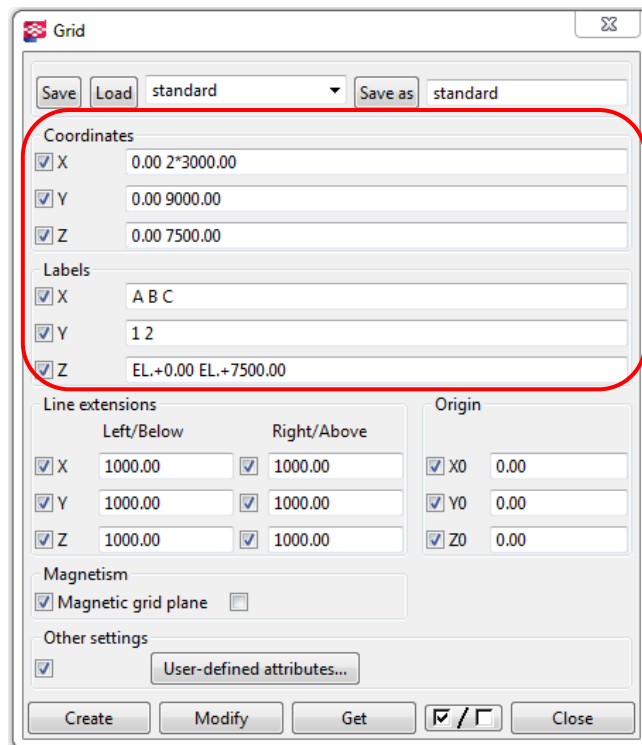 Grid
Save Load standard Save as standard
Coordinates
X 0.00 2*3000.00
Y 0.00 9000.00
Z 0.00 7500.00
Labels
X A B C
Y 1 2
Z EL.+0.00 EL.+7500.00
Line extensions Origin
Left/Below Right/Above
X 1000.00 1000.00 X0 0.00
Y 1000.00 1000.00 Y0 0.00
Z 1000.00 1000.00 Z0 0.00
Magnetism
Magnetic grid plane
Other settings
User-defined attributes...
Create Modify Get / Close